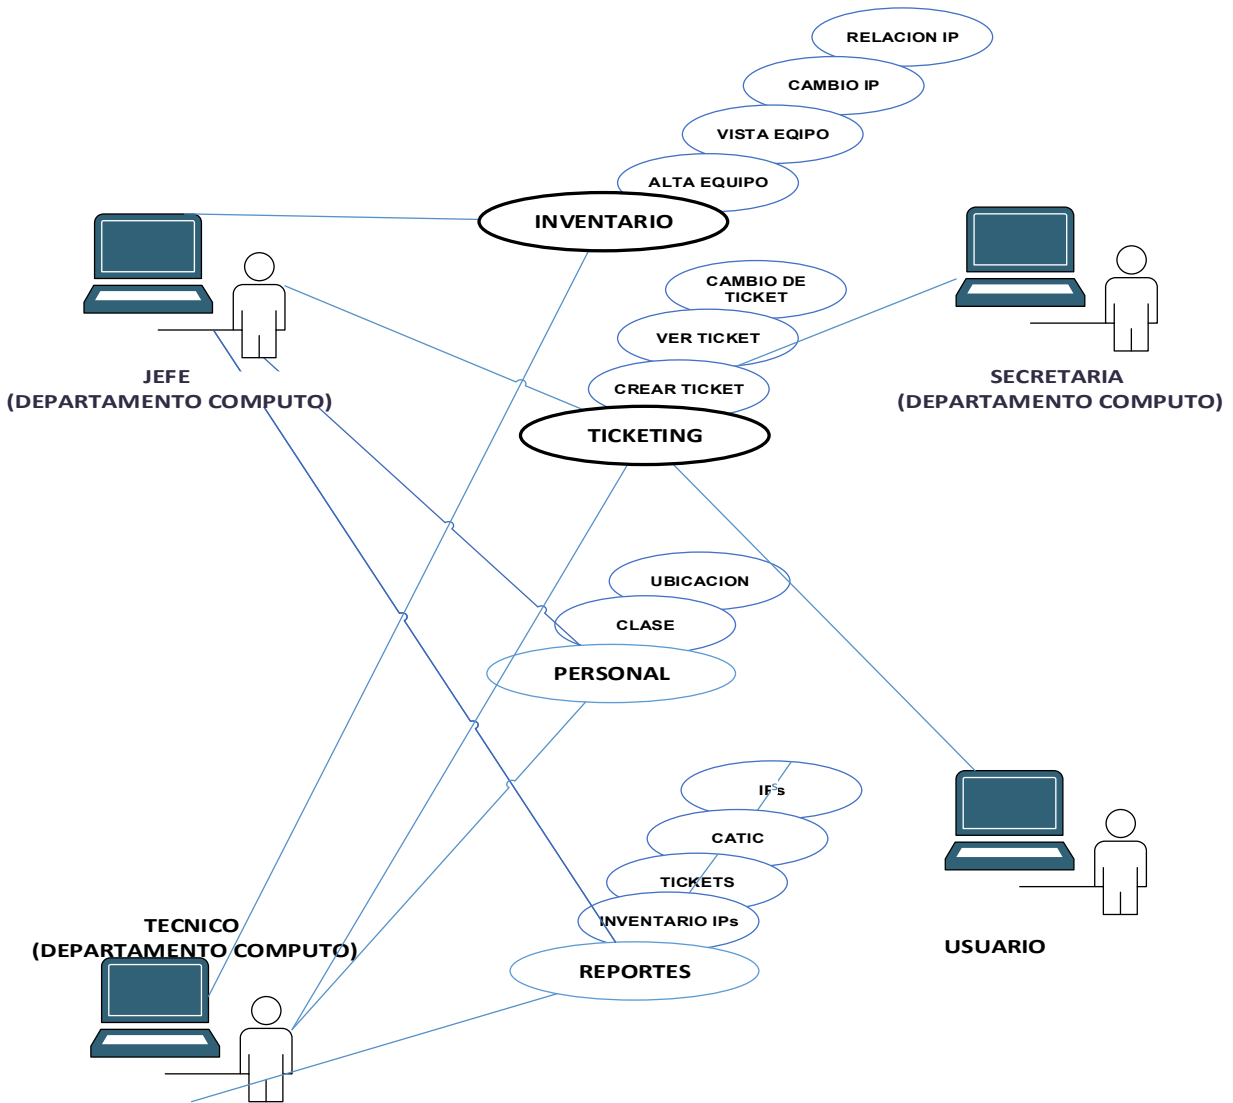 RELACION IP
CAMBIO IP
VISTA EQIPO
ALTA EQUIPO
INVENTARIO
CAMBIO DE
TICKET
VER TICKET
CREAR TICKET
TICKETING
JEFE
(DEPARTAMENTO COMPUTO)
SECRETARIA
(DEPARTAMENTO COMPUTO)
UBICACION
CLASE
PERSONAL
IPs
s
CATIC
TICKETS
INVENTARIO IPs
REPORTES
TECNICO
(DEPARTAMENTO COMPUTO)
USUARIO